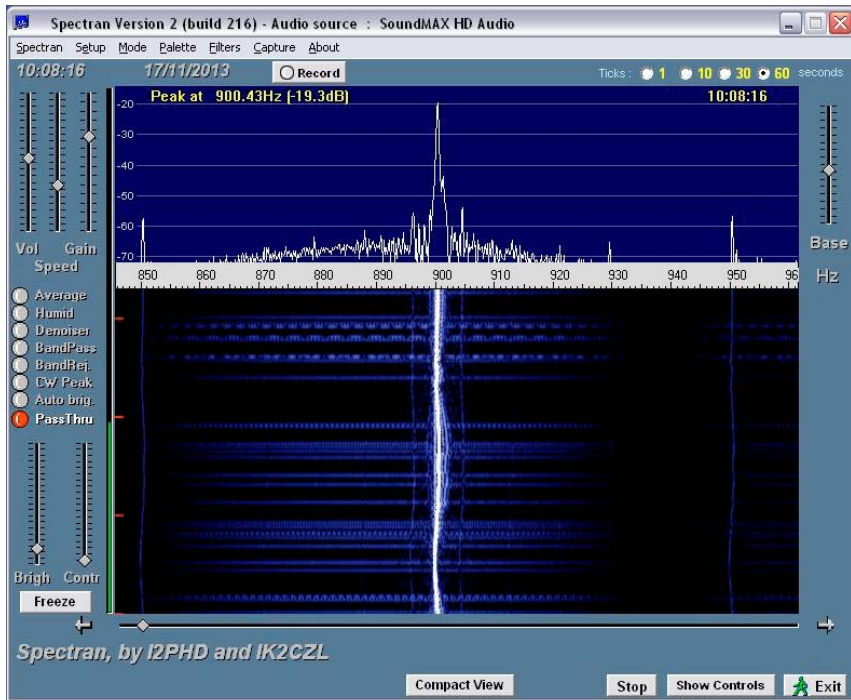 Spectran Version 2 (build 216) - Audio source : SoundMAX HD Audio
Spectran Setup Mode Palette Filters Capture About
10:08:16 17/11/2013 Record Ticks : 1 10 30 60 seconds
Peak at 900.43Hz (-19.3dB) 10:08:16
-20
-30
-40
-50
-60
-70
Vol Gain
Speed
Base
850 860 870 880 890 900 910 920 930 940 950 96
Hz
Average
Humid
Denoiser
BandPass
BandRej.
CW Peak
Auto brig.
PassThru
Brigh Contr
Freeze
Spectran, by I2PHD and IK2CZL
Compact View Stop Show Controls Exit